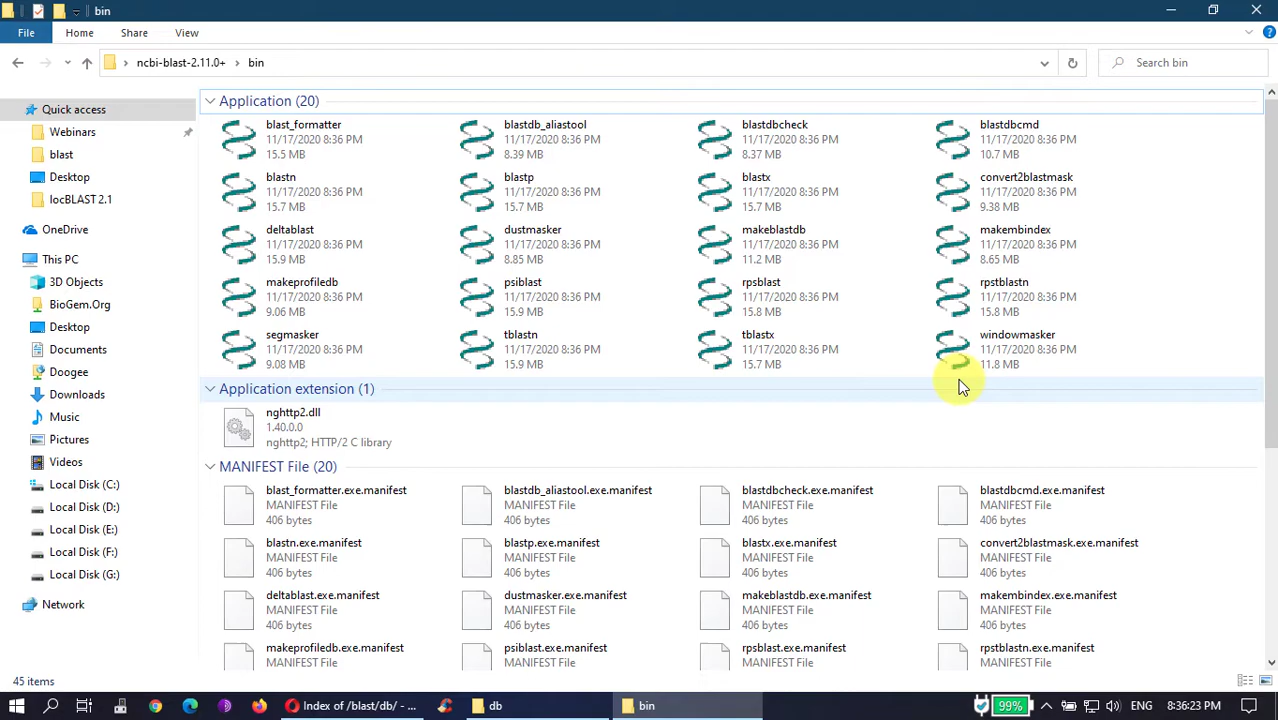 bin
File Home Share View
ncbi-blast-2.11.0+ bin Search bin
Quick access
Webinars
blast
Desktop
locBLAST 2.1
OneDrive
This PC
3D Objects
BioGem.Org
Desktop
Documents
Doogee
Downloads
Music
Pictures
Videos
Local Disk (C:)
Local Disk (D:)
Local Disk (E:)
Local Disk (F:)
Local Disk (G:)
Network
Application (20)
blast_formatter blastdb_aliastool blastdbcheck blastdbcmd
11/17/2020 8:36 PM 11/17/2020 8:36 PM 11/17/2020 8:36 PM 11/17/2020 8:36 PM
15.5 MB 8.39 MB 8.37 MB 10.7 MB
blastn blastp blastx convert2blastmask
11/17/2020 8:36 PM 11/17/2020 8:36 PM 11/17/2020 8:36 PM 11/17/2020 8:36 PM
15.7 MB 15.7 MB 15.7 MB 9.38 MB
deltablast dustmasker makeblastdb makembindex
11/17/2020 8:36 PM 11/17/2020 8:36 PM 11/17/2020 8:36 PM 11/17/2020 8:36 PM
15.9 MB 8.85 MB 11.2 MB 8.65 MB
makeprofiledb psiblast rpsblast rpstblastn
11/17/2020 8:36 PM 11/17/2020 8:36 PM 11/17/2020 8:36 PM 11/17/2020 8:36 PM
9.06 MB 15.9 MB 15.8 MB 15.8 MB
segmasker tblastn tblastx windowmasker
11/17/2020 8:36 PM 11/17/2020 8:36 PM 11/17/2020 8:36 PM 11/17/2020 8:36 PM
9.08 MB 15.9 MB 15.7 MB 11.8 MB
Application extension (1)
nghttp2.dll
1.40.0.0
nghttp2; HTTP/2 C library
MANIFEST File (20)
blast_formatter.exe.manifest blastdb_aliastool.exe.manifest blastdbcheck.exe.manifest blastdbcmd.exe.manifest
MANIFEST File MANIFEST File MANIFEST File MANIFEST File
406 bytes 406 bytes 406 bytes 406 bytes
blastn.exe.manifest blastp.exe.manifest blastx.exe.manifest convert2blastmask.exe.manifest
MANIFEST File MANIFEST File MANIFEST File MANIFEST File
406 bytes 406 bytes 406 bytes 406 bytes
deltablast.exe.manifest dustmasker.exe.manifest makeblastdb.exe.manifest makembindex.exe.manifest
MANIFEST File MANIFEST File MANIFEST File MANIFEST File
406 bytes 406 bytes 406 bytes 406 bytes
makeprofiledb.exe.manifest psiblast.exe.manifest rpsblast.exe.manifest rpstblastn.exe.manifest
MANIFEST File MANIFEST File MANIFEST File MANIFEST File
45 items
Index of /blast/db/ - ... db bin 99% 8:36:23 PM